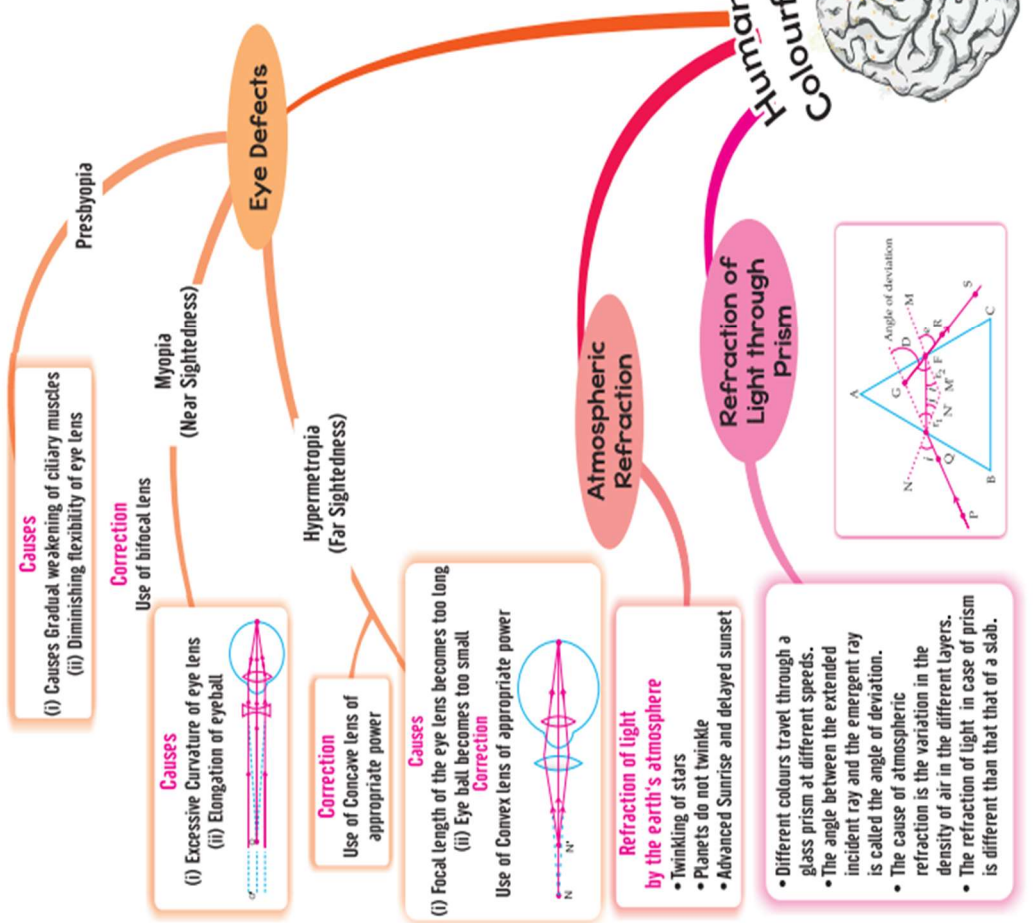 Human
Colourf
Eye Defects
Presbyopia
Causes
(i) Causes Gradual weakening of ciliary muscles
(ii) Diminishing flexibility of eye lens
Correction
Use of bifocal lens
Myopia
(Near Sightedness)
Causes
(i) Excessive Curvature of eye lens
(ii) Elongation of eyeball
Correction
Use of Concave lens of
appropriate power
Hypermetropia
(Far Sightedness)
Causes
(i) Focal length of the eye lens becomes too long
(ii) Eye ball becomes too small
Correction
Use of Convex lens of appropriate power
N N'
Atmospheric
Refraction
Refraction of light
by the earth's atmosphere
• Twinkling of stars
• Planets do not twinkle
• Advanced Sunrise and delayed sunset
Refraction of
Light through
Prism
• Different colours travel through a
glass prism at different speeds.
• The angle between the extended
incident ray and the emergent ray
is called the angle of deviation.
• The cause of atmospheric
refraction is the variation in the
density of air in the different layers.
• The refraction of light in case of prism
is different than that that of a slab.
A
Angle of deviation
G D
N M
i e
P Q F R S
r1 r2
N' M'
B C